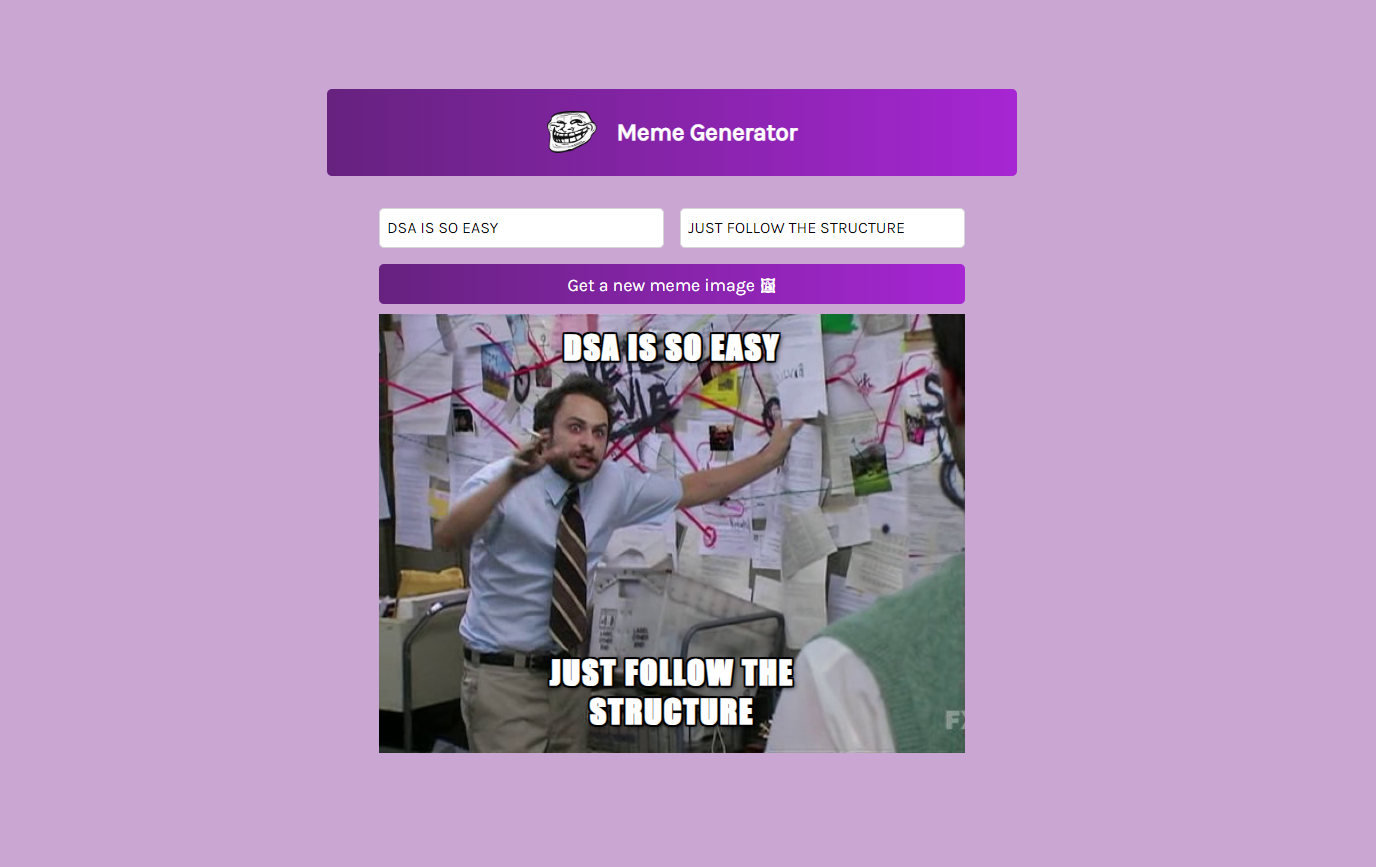 Meme Generator
DSA IS SO EASY
JUST FOLLOW THE STRUCTURE
Get a new meme image 🖼
DSA IS SO EASY
JUST FOLLOW THE
STRUCTURE
FX